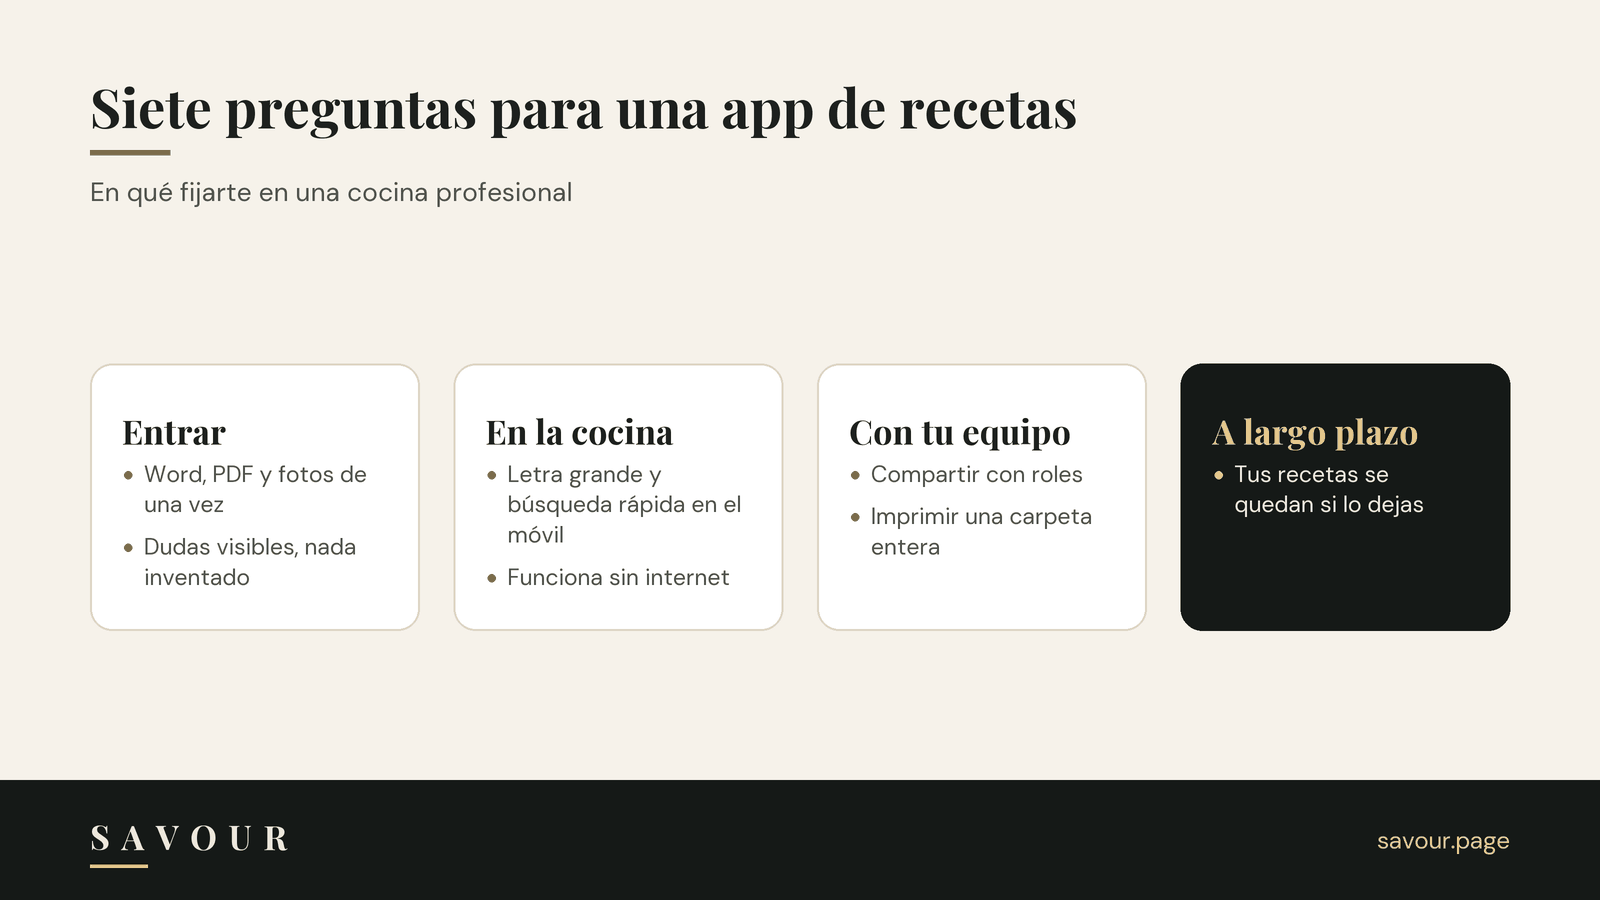 Siete preguntas para una app de recetas
En qué fijarte en una cocina profesional
Entrar
Word, PDF y fotos de
una vez
Dudas visibles, nada
inventado
En la cocina
Letra grande y
búsqueda rápida en el
móvil
Funciona sin internet
Con tu equipo
Compartir con roles
Imprimir una carpeta
entera
A largo plazo
Tus recetas se
quedan si lo dejas
SAVOUR
savour.page